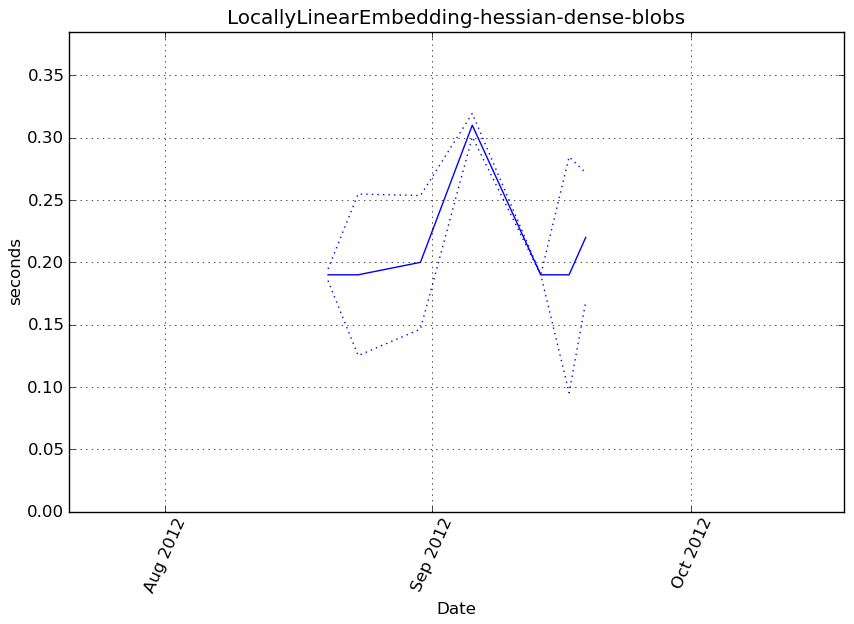 LocallyLinearEmbedding-hessian-dense-blobs
0.35
0.30
0.25
0.20
0.15
0.10
0.05
0.00
seconds
Aug 2012
Sep 2012
Oct 2012
Date